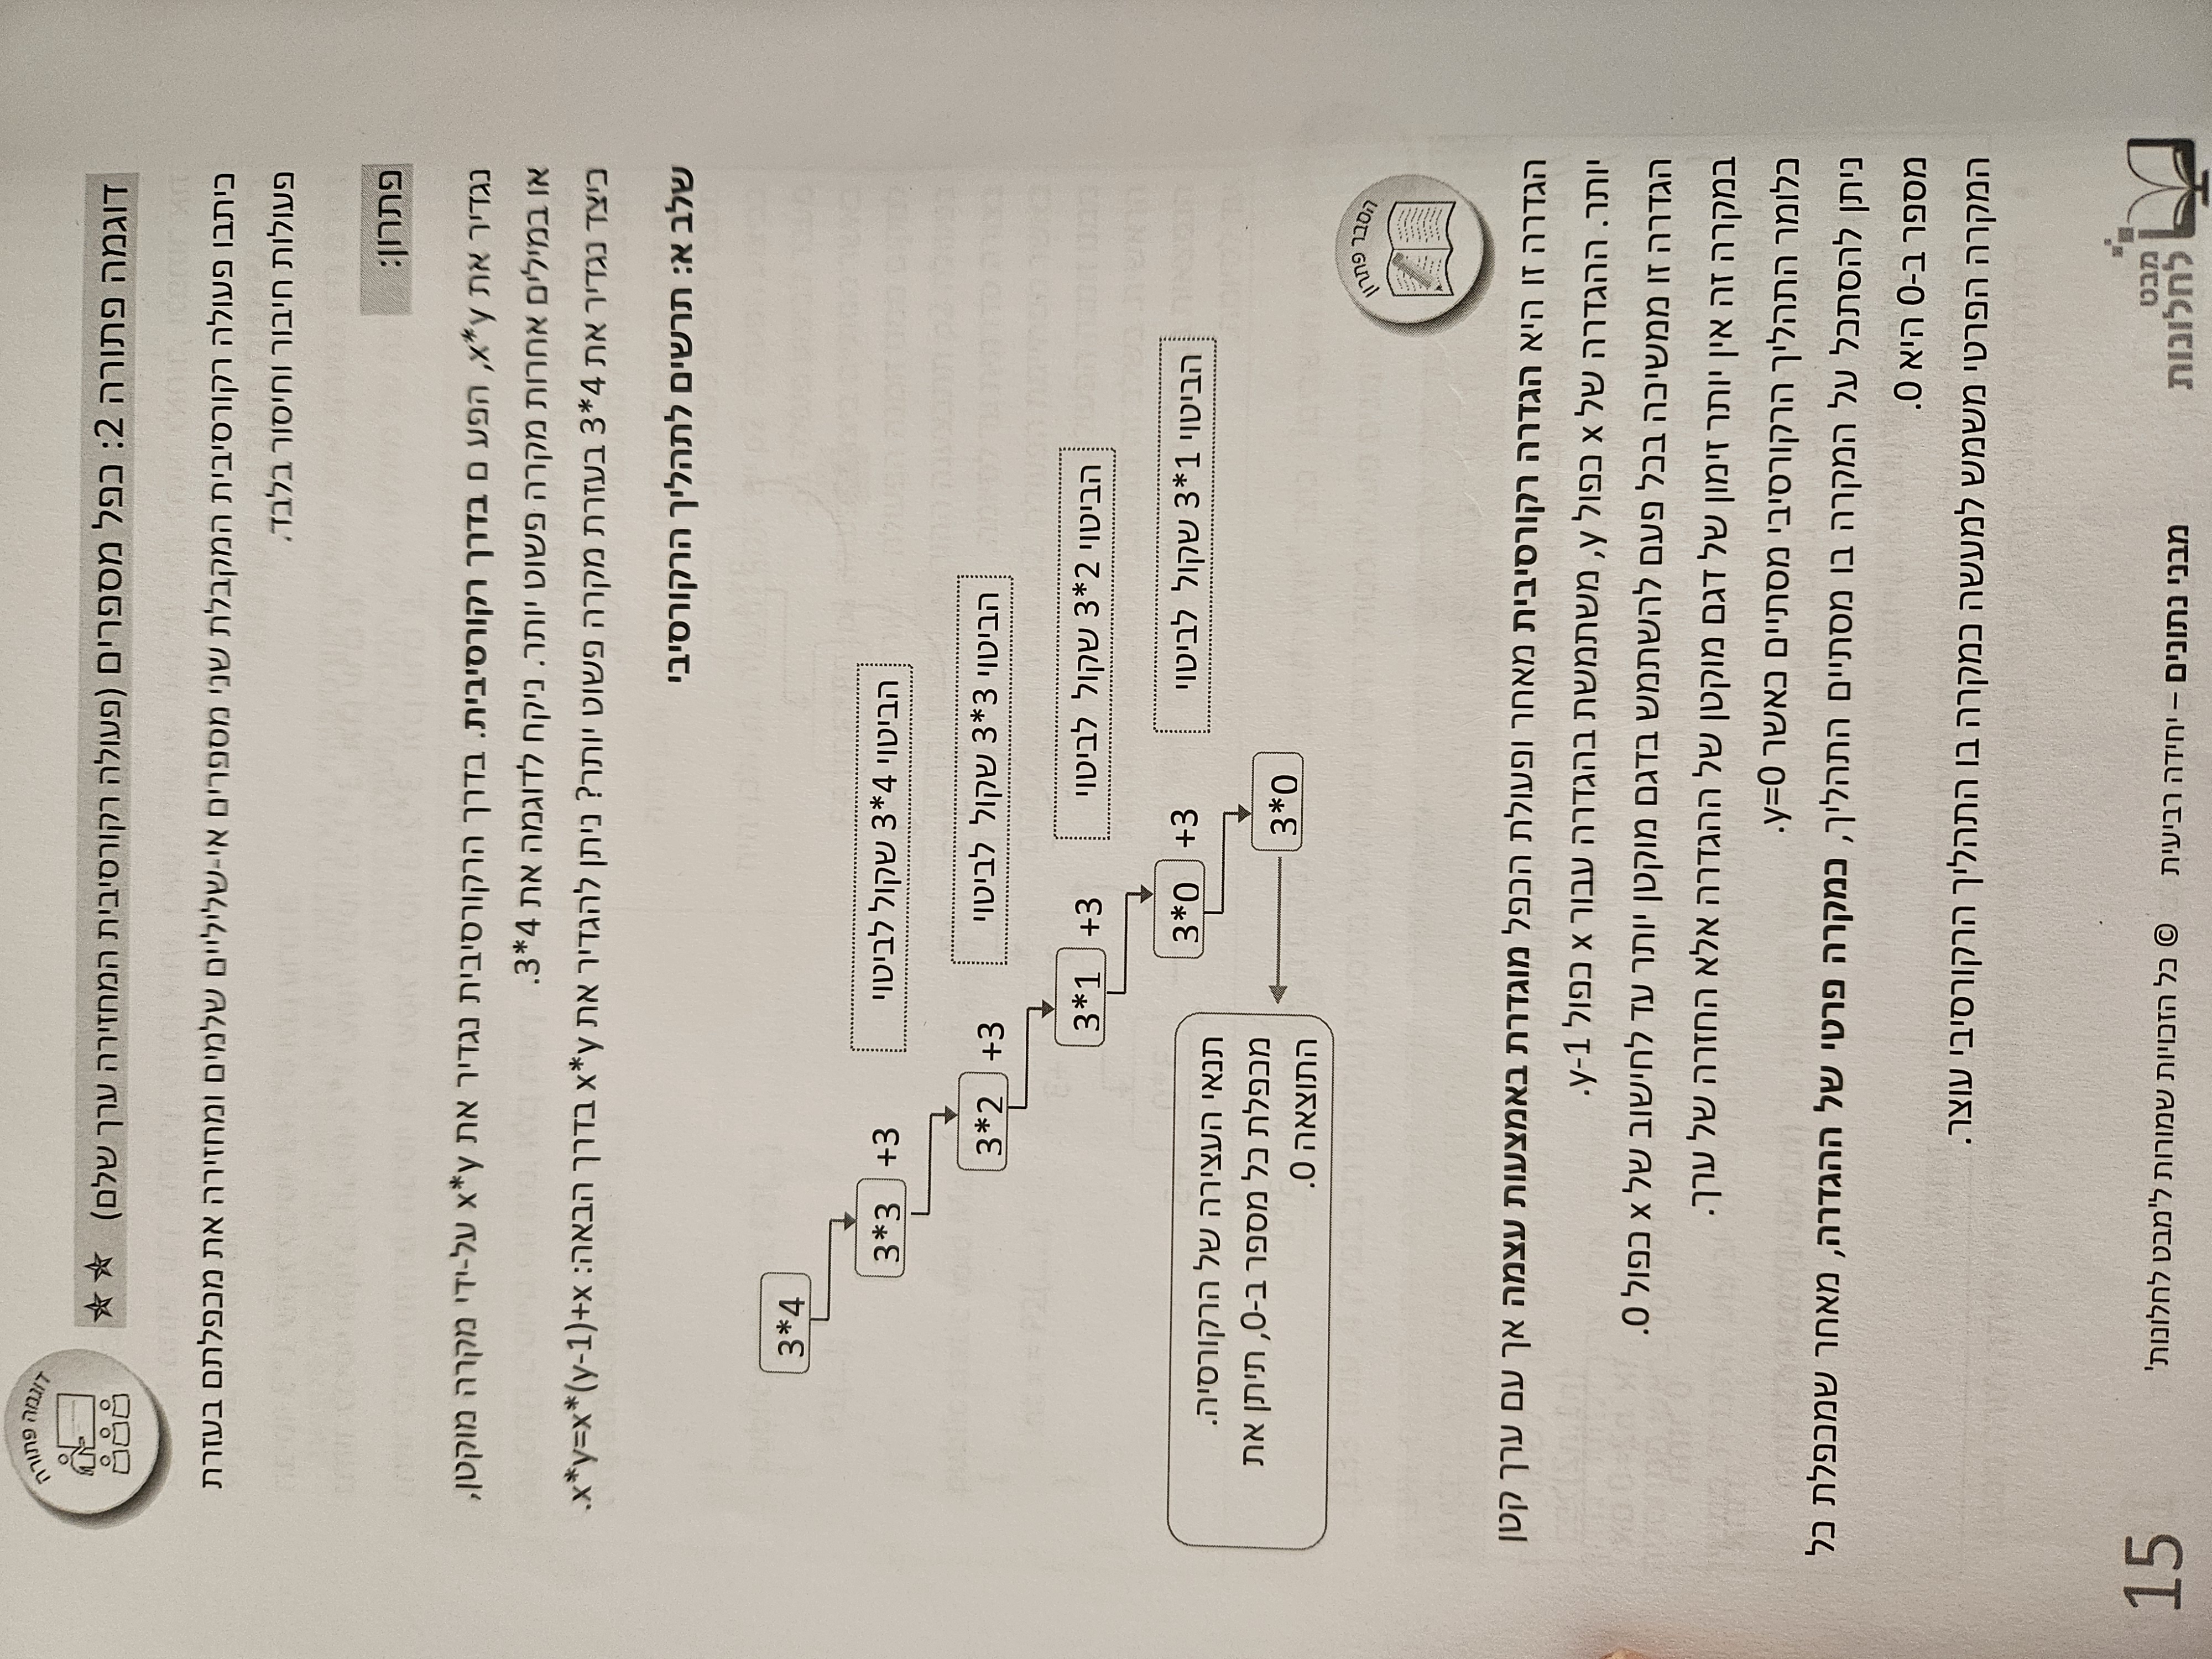 דוגמה פתורה
דוגמה פתורה 2: כפל מספרים (פעולה רקורסיבית המחזירה ערך שלם)
כיתבו פעולה רקורסיבית המקבלת שני מספרים אי-שליליים שלמים ומחזירה את מכפלתם בעזרת
פעולות חיבור וחיסור בלבד.
פתרון:
נגדיר את x*y, הפע ם בדרך רקורסיבית. בדרך הרקורסיבית נגדיר את x*y על-ידי מקרה מוקטן,
או במילים אחרות מקרה פשוט יותר. ניקח לדוגמה את 3*4.
כיצד נגדיר את 3*4 בעזרת מקרה פשוט יותר? ניתן להגדיר את x*y בדרך הבאה: x*y=x*(y-1)+x.
שלב א: תרשים לתהליך הרקורסיבי
3*4
3*3 +3 הביטוי 3*4 שקול לביטוי
3*2 +3 הביטוי 3*3 שקול לביטוי
3*1 +3 הביטוי 3*2 שקול לביטוי
3*0 +3 הביטוי 3*1 שקול לביטוי
3*0
תנאי העצירה של הרקורסיה.
מכפלת כל מספר ב-0, תיתן את
התוצאה 0.
הסבר פתרון
הגדרה זו היא הגדרה רקורסיבית מאחר ופעולת הכפל מוגדרת באמצעות עצמה אך עם ערך קטן
יותר. ההגדרה של x כפול y, משתמשת בהגדרה עבור x כפול y-1.
הגדרה זו ממשיכה בכל פעם להשתמש בדגם מוקטן יותר עד לחישוב של x כפול 0.
במקרה זה אין יותר זימון של דגם מוקטן של ההגדרה אלא החזרה של ערך.
כלומר התהליך הרקורסיבי מסתיים כאשר y=0.
ניתן להסתכל על המקרה בו מסתיים התהליך, כמקרה פרטי של ההגדרה, מאחר שמכפלת כל
מספר ב-0 היא 0.
המקרה הפרטי משמש למעשה כמקרה בו התהליך הרקורסיבי עוצר.
מבט
לחלונות
מבני נתונים – יחידה רביעית © כל הזכויות שמורות ל'מבט לחלונות'
15